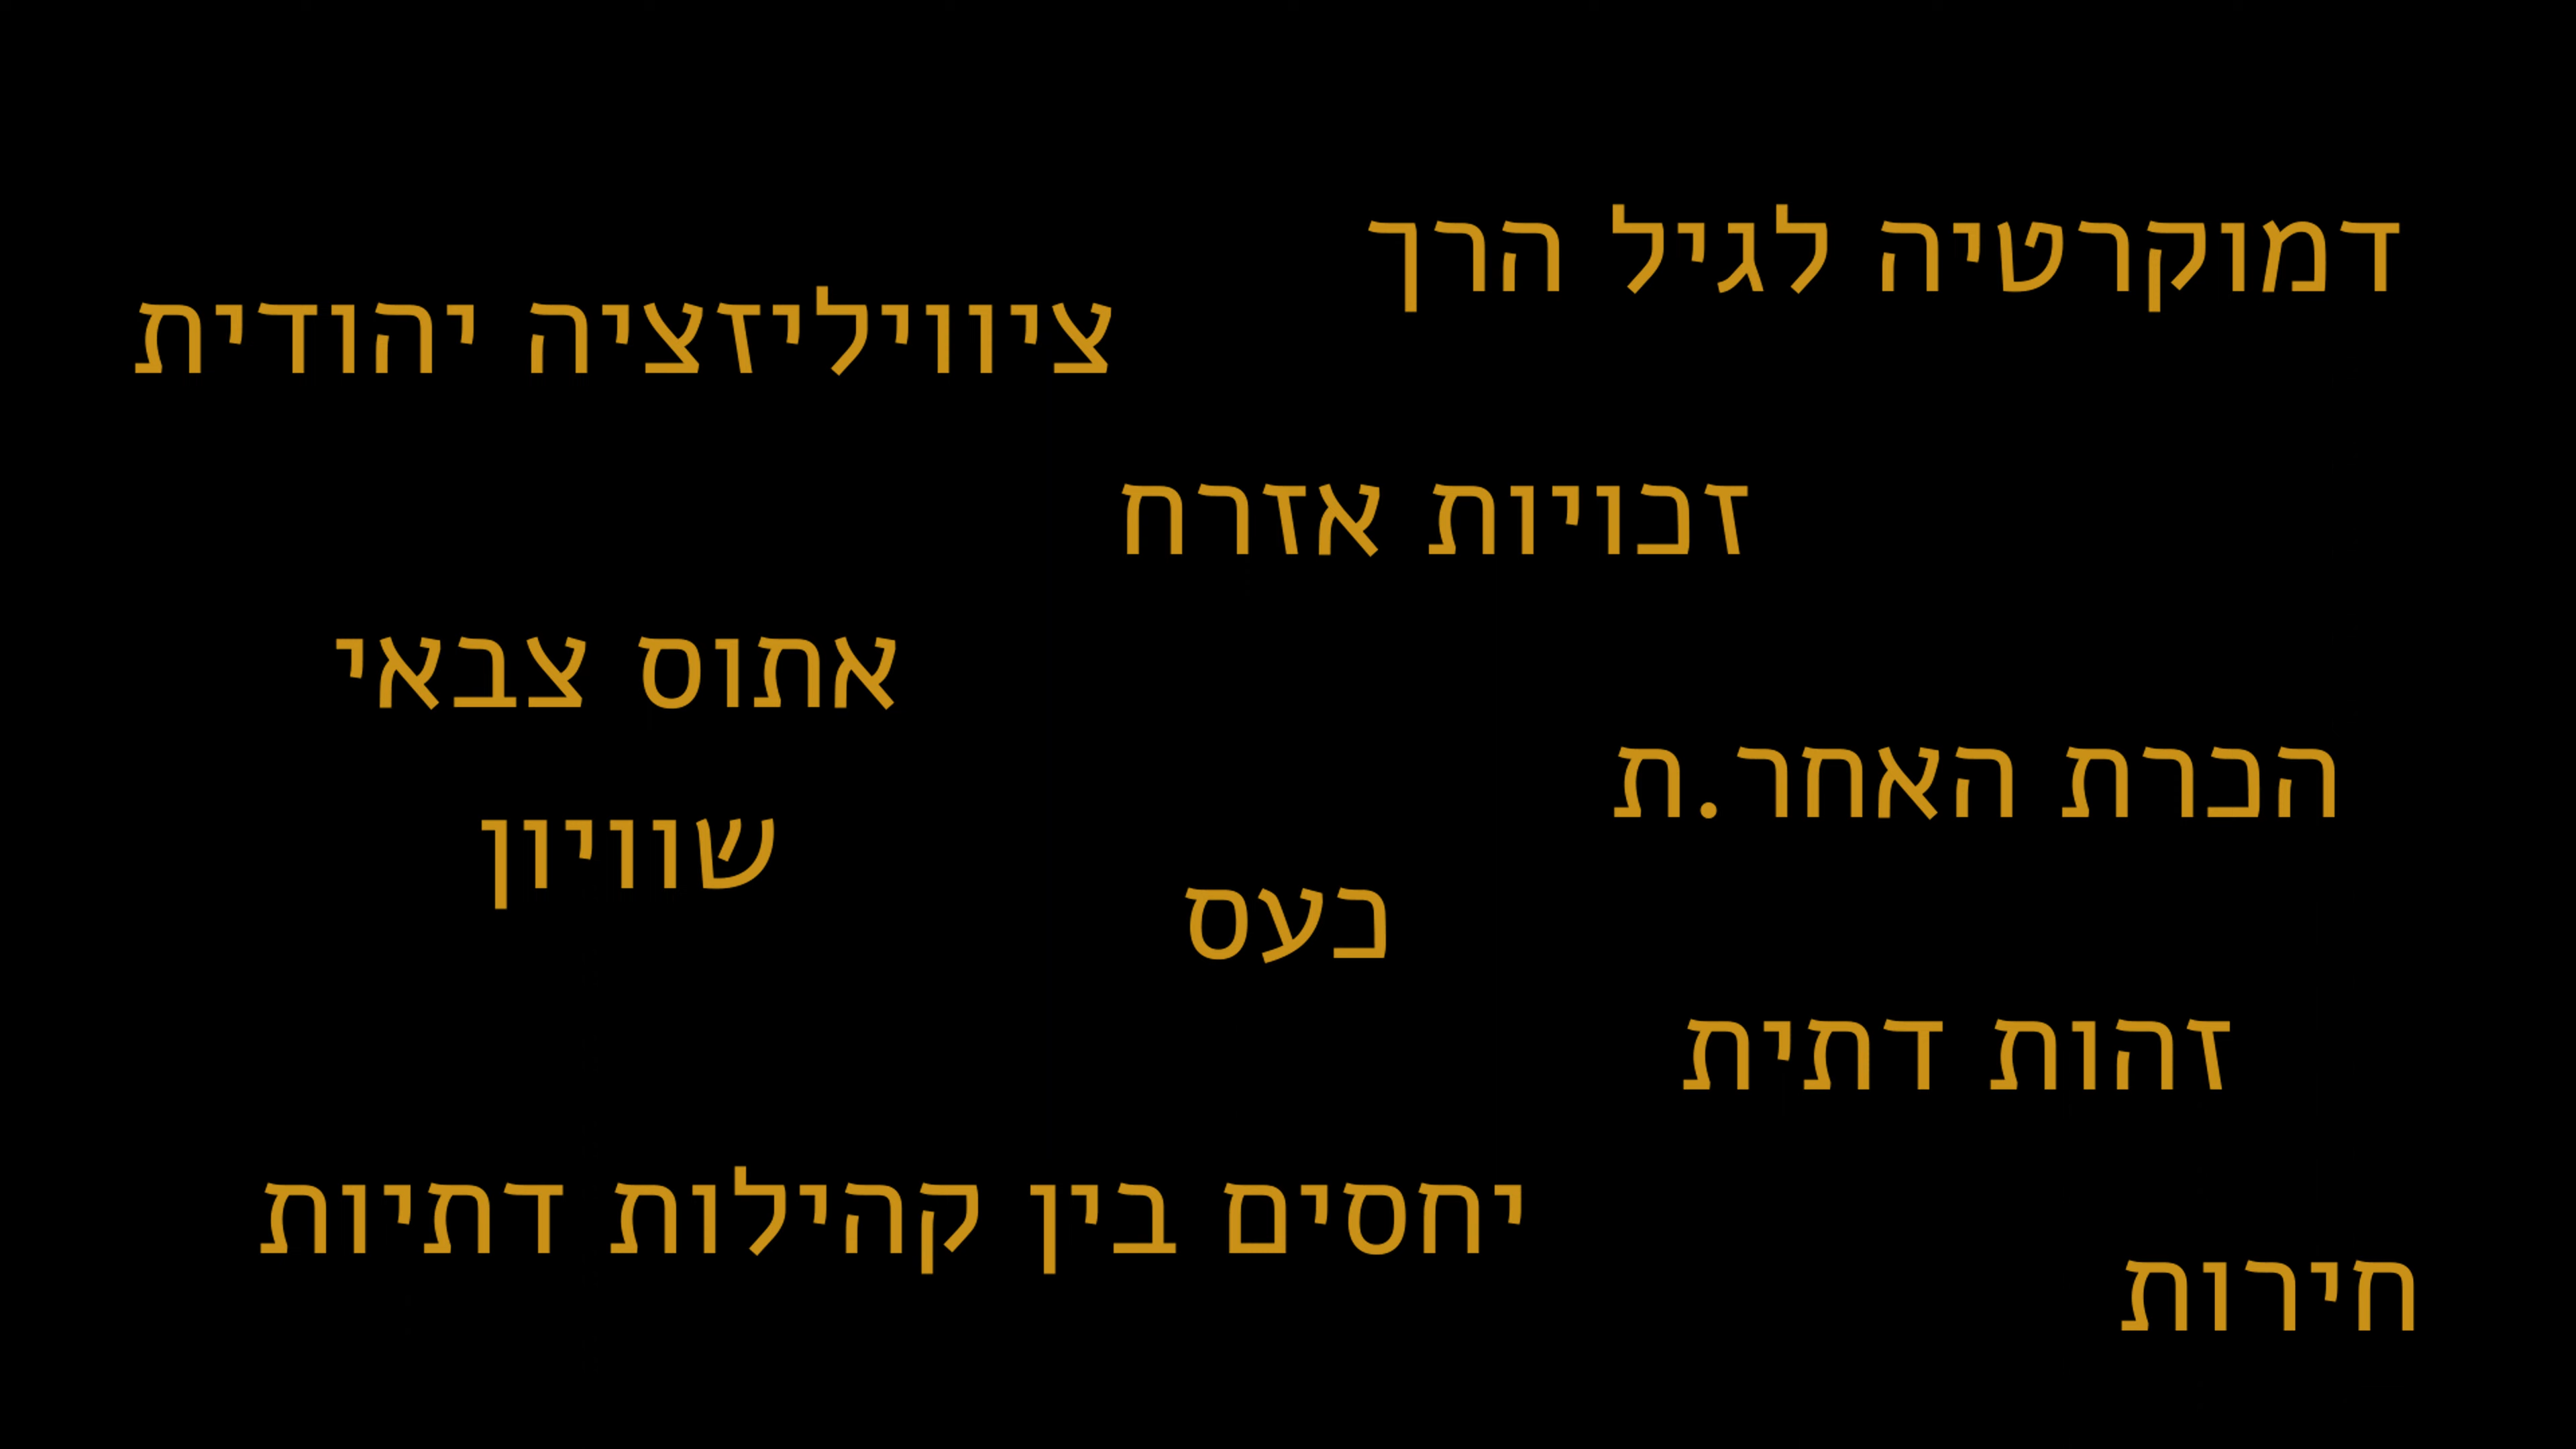 דמוקרטיה לגיל הרך
ציוויליזציה יהודית
זכויות אזרח
אתוס צבאי
הכרת האחר.ת
שוויון
כעס
זהות דתית
יחסים בין קהילות דתיות
חירות